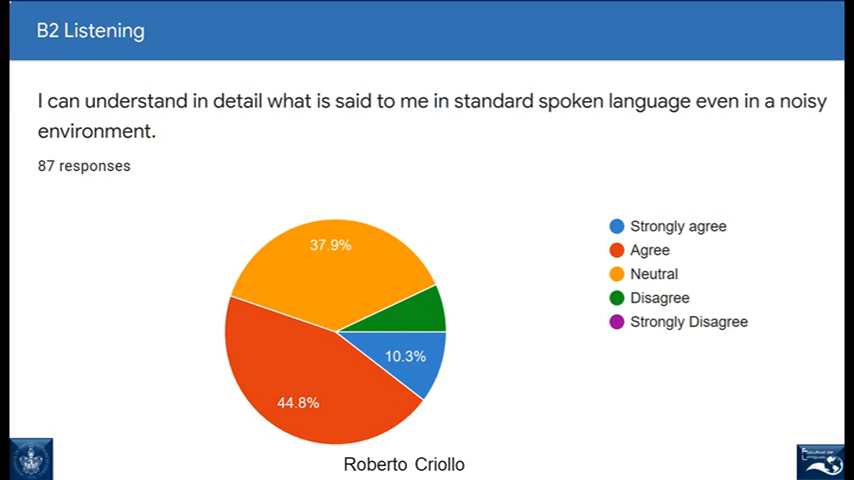 B2 Listening
I can understand in detail what is said to me in standard spoken language even in a noisy
environment.
87 responses
37.9%
10.3%
44.8%
Strongly agree
Agree
Neutral
Disagree
Strongly Disagree
Roberto Criollo